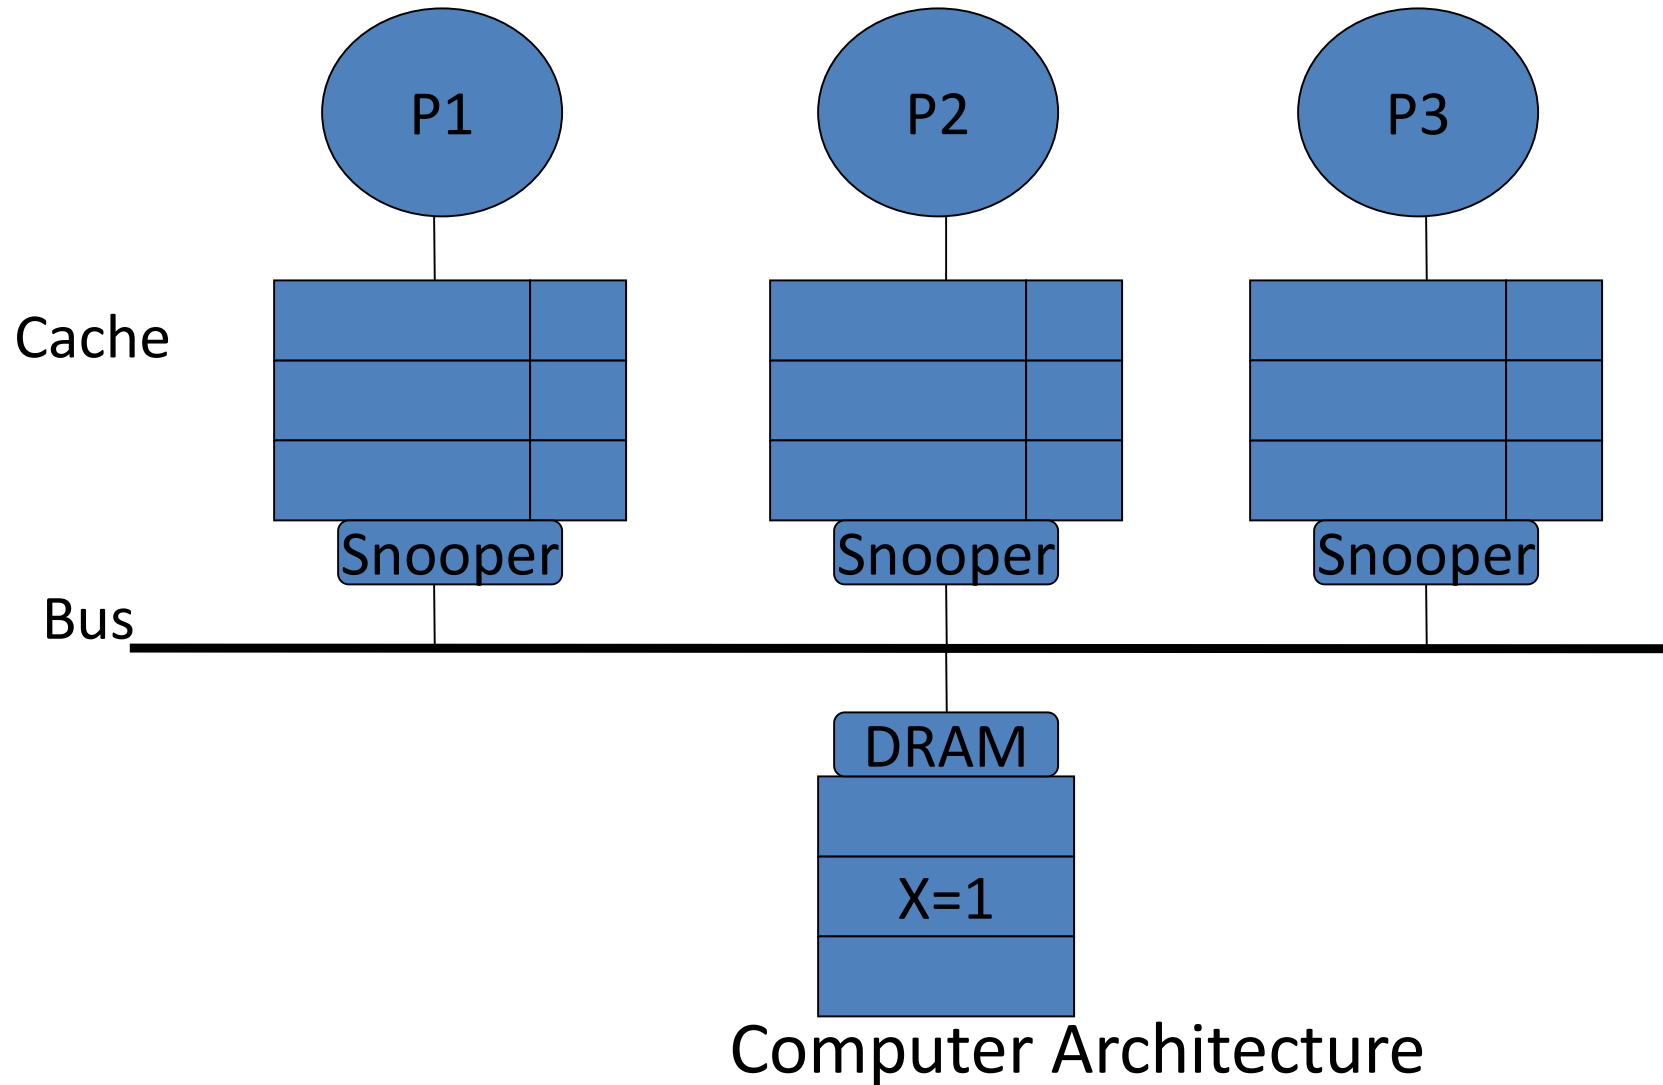 P1
P2
P3
Cache
Snooper
Snooper
Snooper
Bus
DRAM
X=1
Computer Architecture